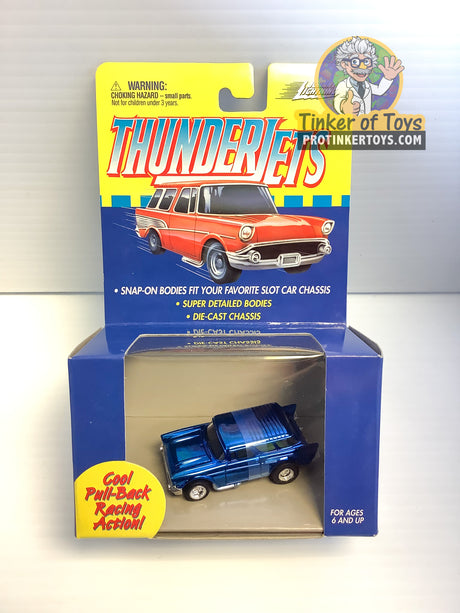 WARNING:
CHOKING HAZARD — small parts.
Not for children under 3 years.
Tinker of Toys
PROTINKERTOYS.COM
THUNDERJETS
• SNAP-ON BODIES FIT YOUR FAVORITE SLOT CAR CHASSIS
• SUPER DETAILED BODIES
• DIE-CAST CHASSIS
Cool
Pull-Back
Racing
Action!
FOR AGES
6 AND UP